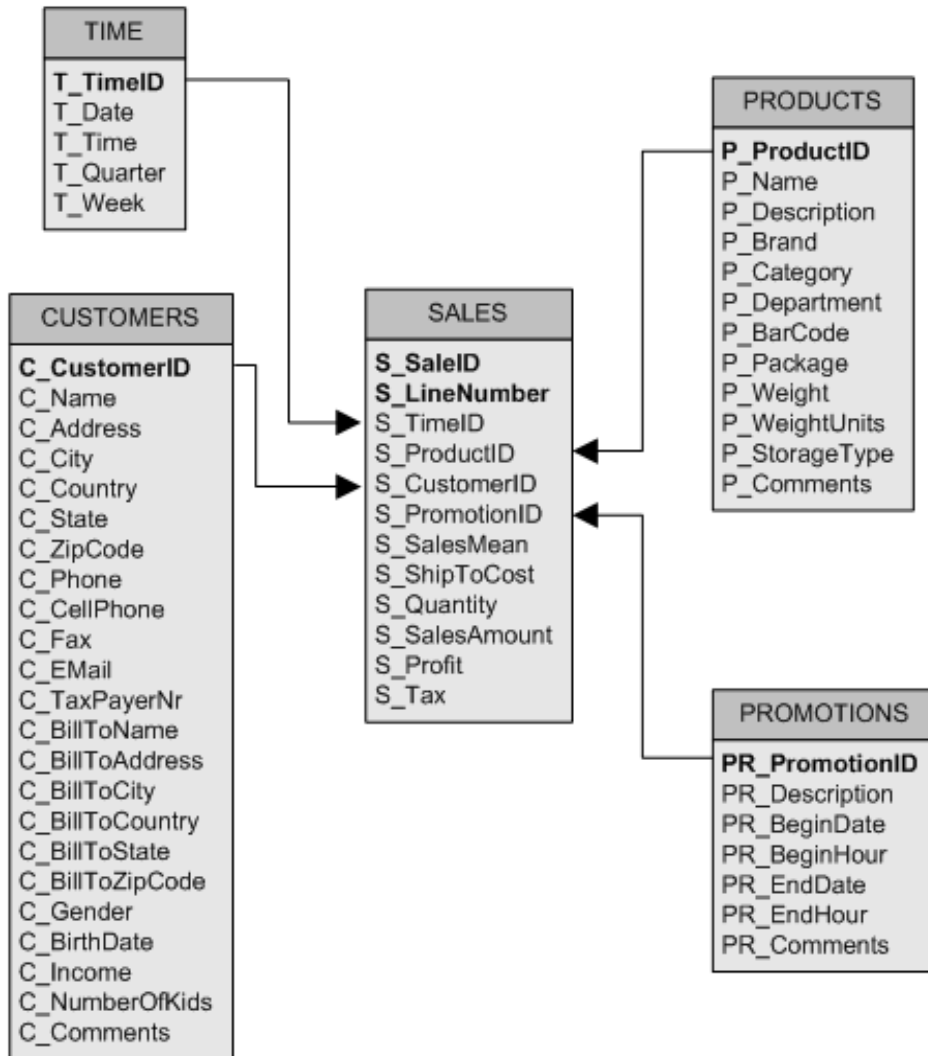 TIME
T_TimeID
T_Date
T_Time
T_Quarter
T_Week
CUSTOMERS
C_CustomerID
C_Name
C_Address
C_City
C_Country
C_State
C_ZipCode
C_Phone
C_CellPhone
C_Fax
C_EMail
C_TaxPayerNr
C_BillToName
C_BillToAddress
C_BillToCity
C_BillToCountry
C_BillToState
C_BillToZipCode
C_Gender
C_BirthDate
C_Income
C_NumberOfKids
C_Comments
SALES
S_SaleID
S_LineNumber
S_TimeID
S_ProductID
S_CustomerID
S_PromotionID
S_SalesMean
S_ShipToCost
S_Quantity
S_SalesAmount
S_Profit
S_Tax
PRODUCTS
P_ProductID
P_Name
P_Description
P_Brand
P_Category
P_Department
P_BarCode
P_Package
P_Weight
P_WeightUnits
P_StorageType
P_Comments
PROMOTIONS
PR_PromotionID
PR_Description
PR_BeginDate
PR_BeginHour
PR_EndDate
PR_EndHour
PR_Comments